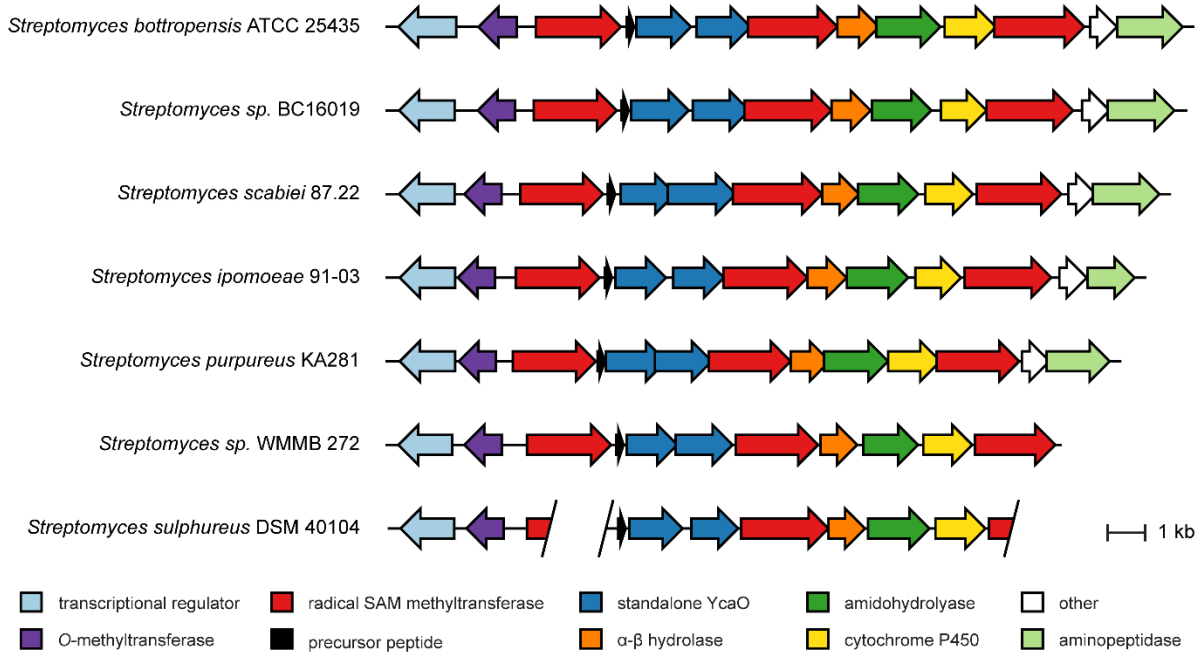 Streptomyces bottropensis ATCC 25435
Streptomyces sp. BC16019
Streptomyces scabiei 87.22
Streptomyces ipomoeae 91-03
Streptomyces purpureus KA281
Streptomyces sp. WMMB 272
Streptomyces sulphureus DSM 40104
1 kb
transcriptional regulator
radical SAM methyltransferase
standalone YcaO
amidohydrolyase
other
O-methyltransferase
precursor peptide
α-β hydrolase
cytochrome P450
aminopeptidase